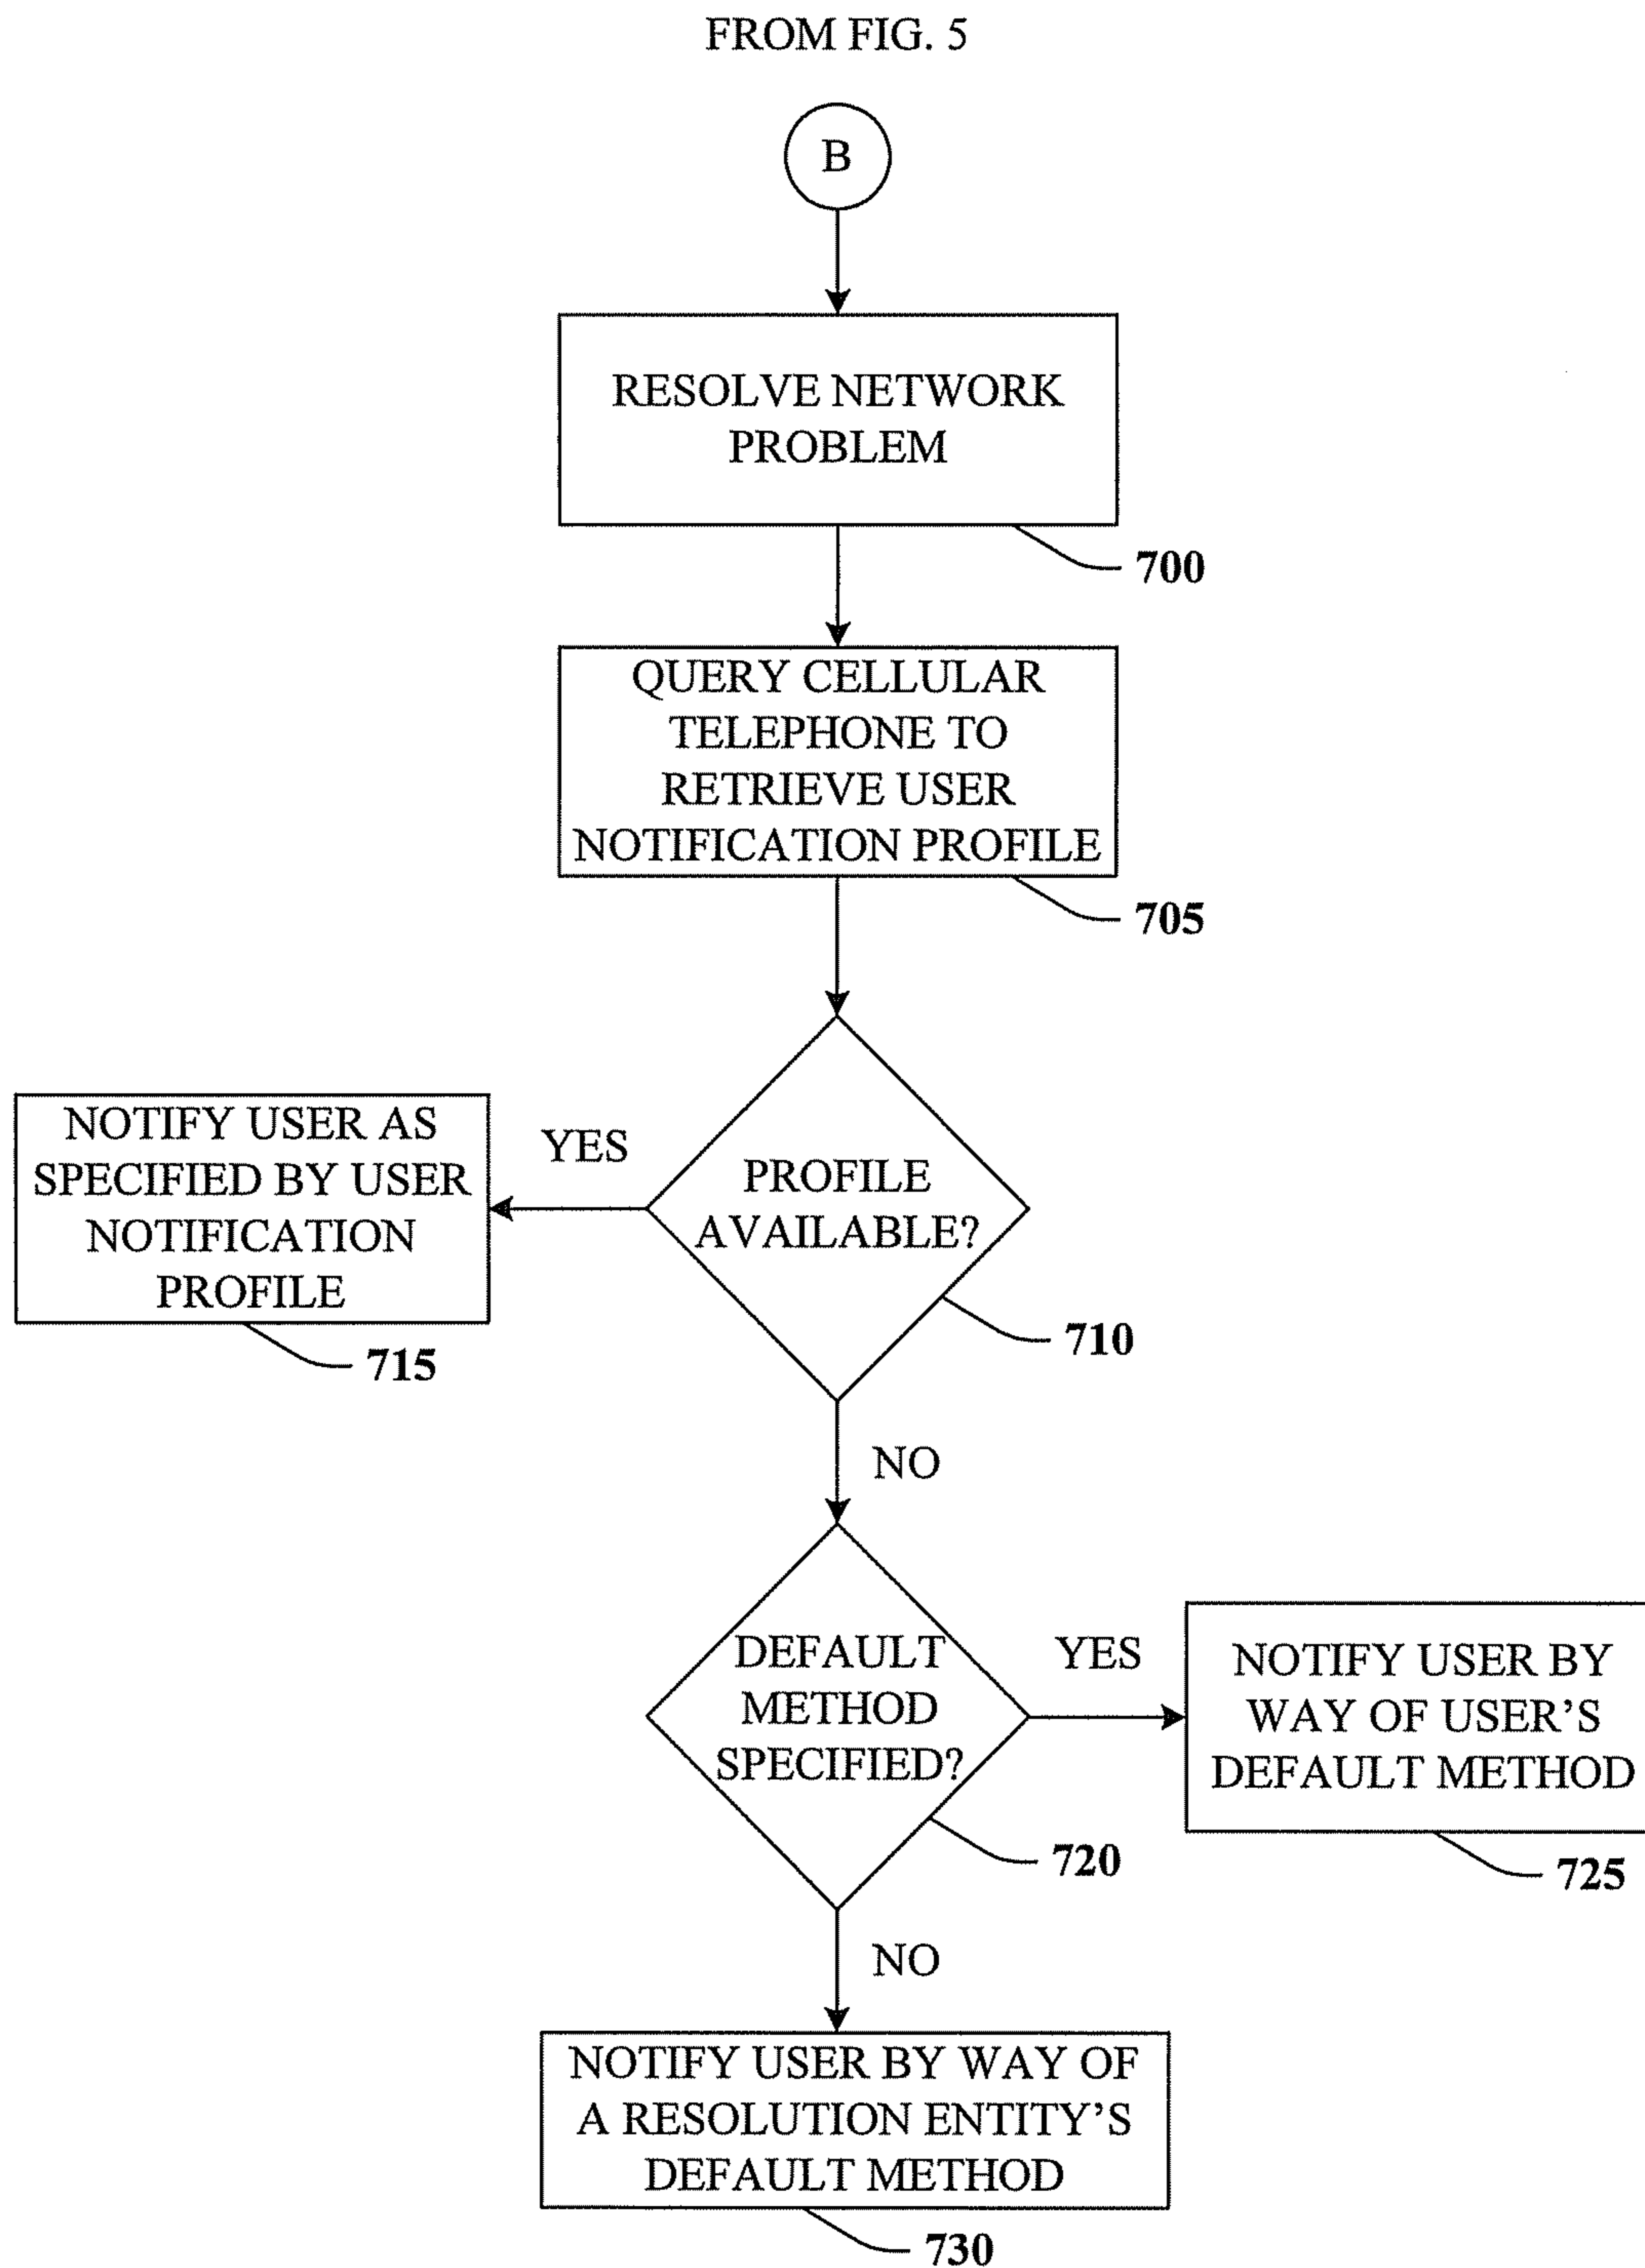 FROM FIG. 5
B
RESOLVE NETWORK
PROBLEM
700
QUERY CELLULAR
TELEPHONE TO
RETRIEVE USER
NOTIFICATION PROFILE
705
NOTIFY USER AS
SPECIFIED BY USER
NOTIFICATION
PROFILE
715
YES
PROFILE
AVAILABLE?
710
NO
DEFAULT
METHOD
SPECIFIED?
720
YES
NOTIFY USER BY
WAY OF USER’S
DEFAULT METHOD
725
NO
NOTIFY USER BY WAY OF
A RESOLUTION ENTITY’S
DEFAULT METHOD
730